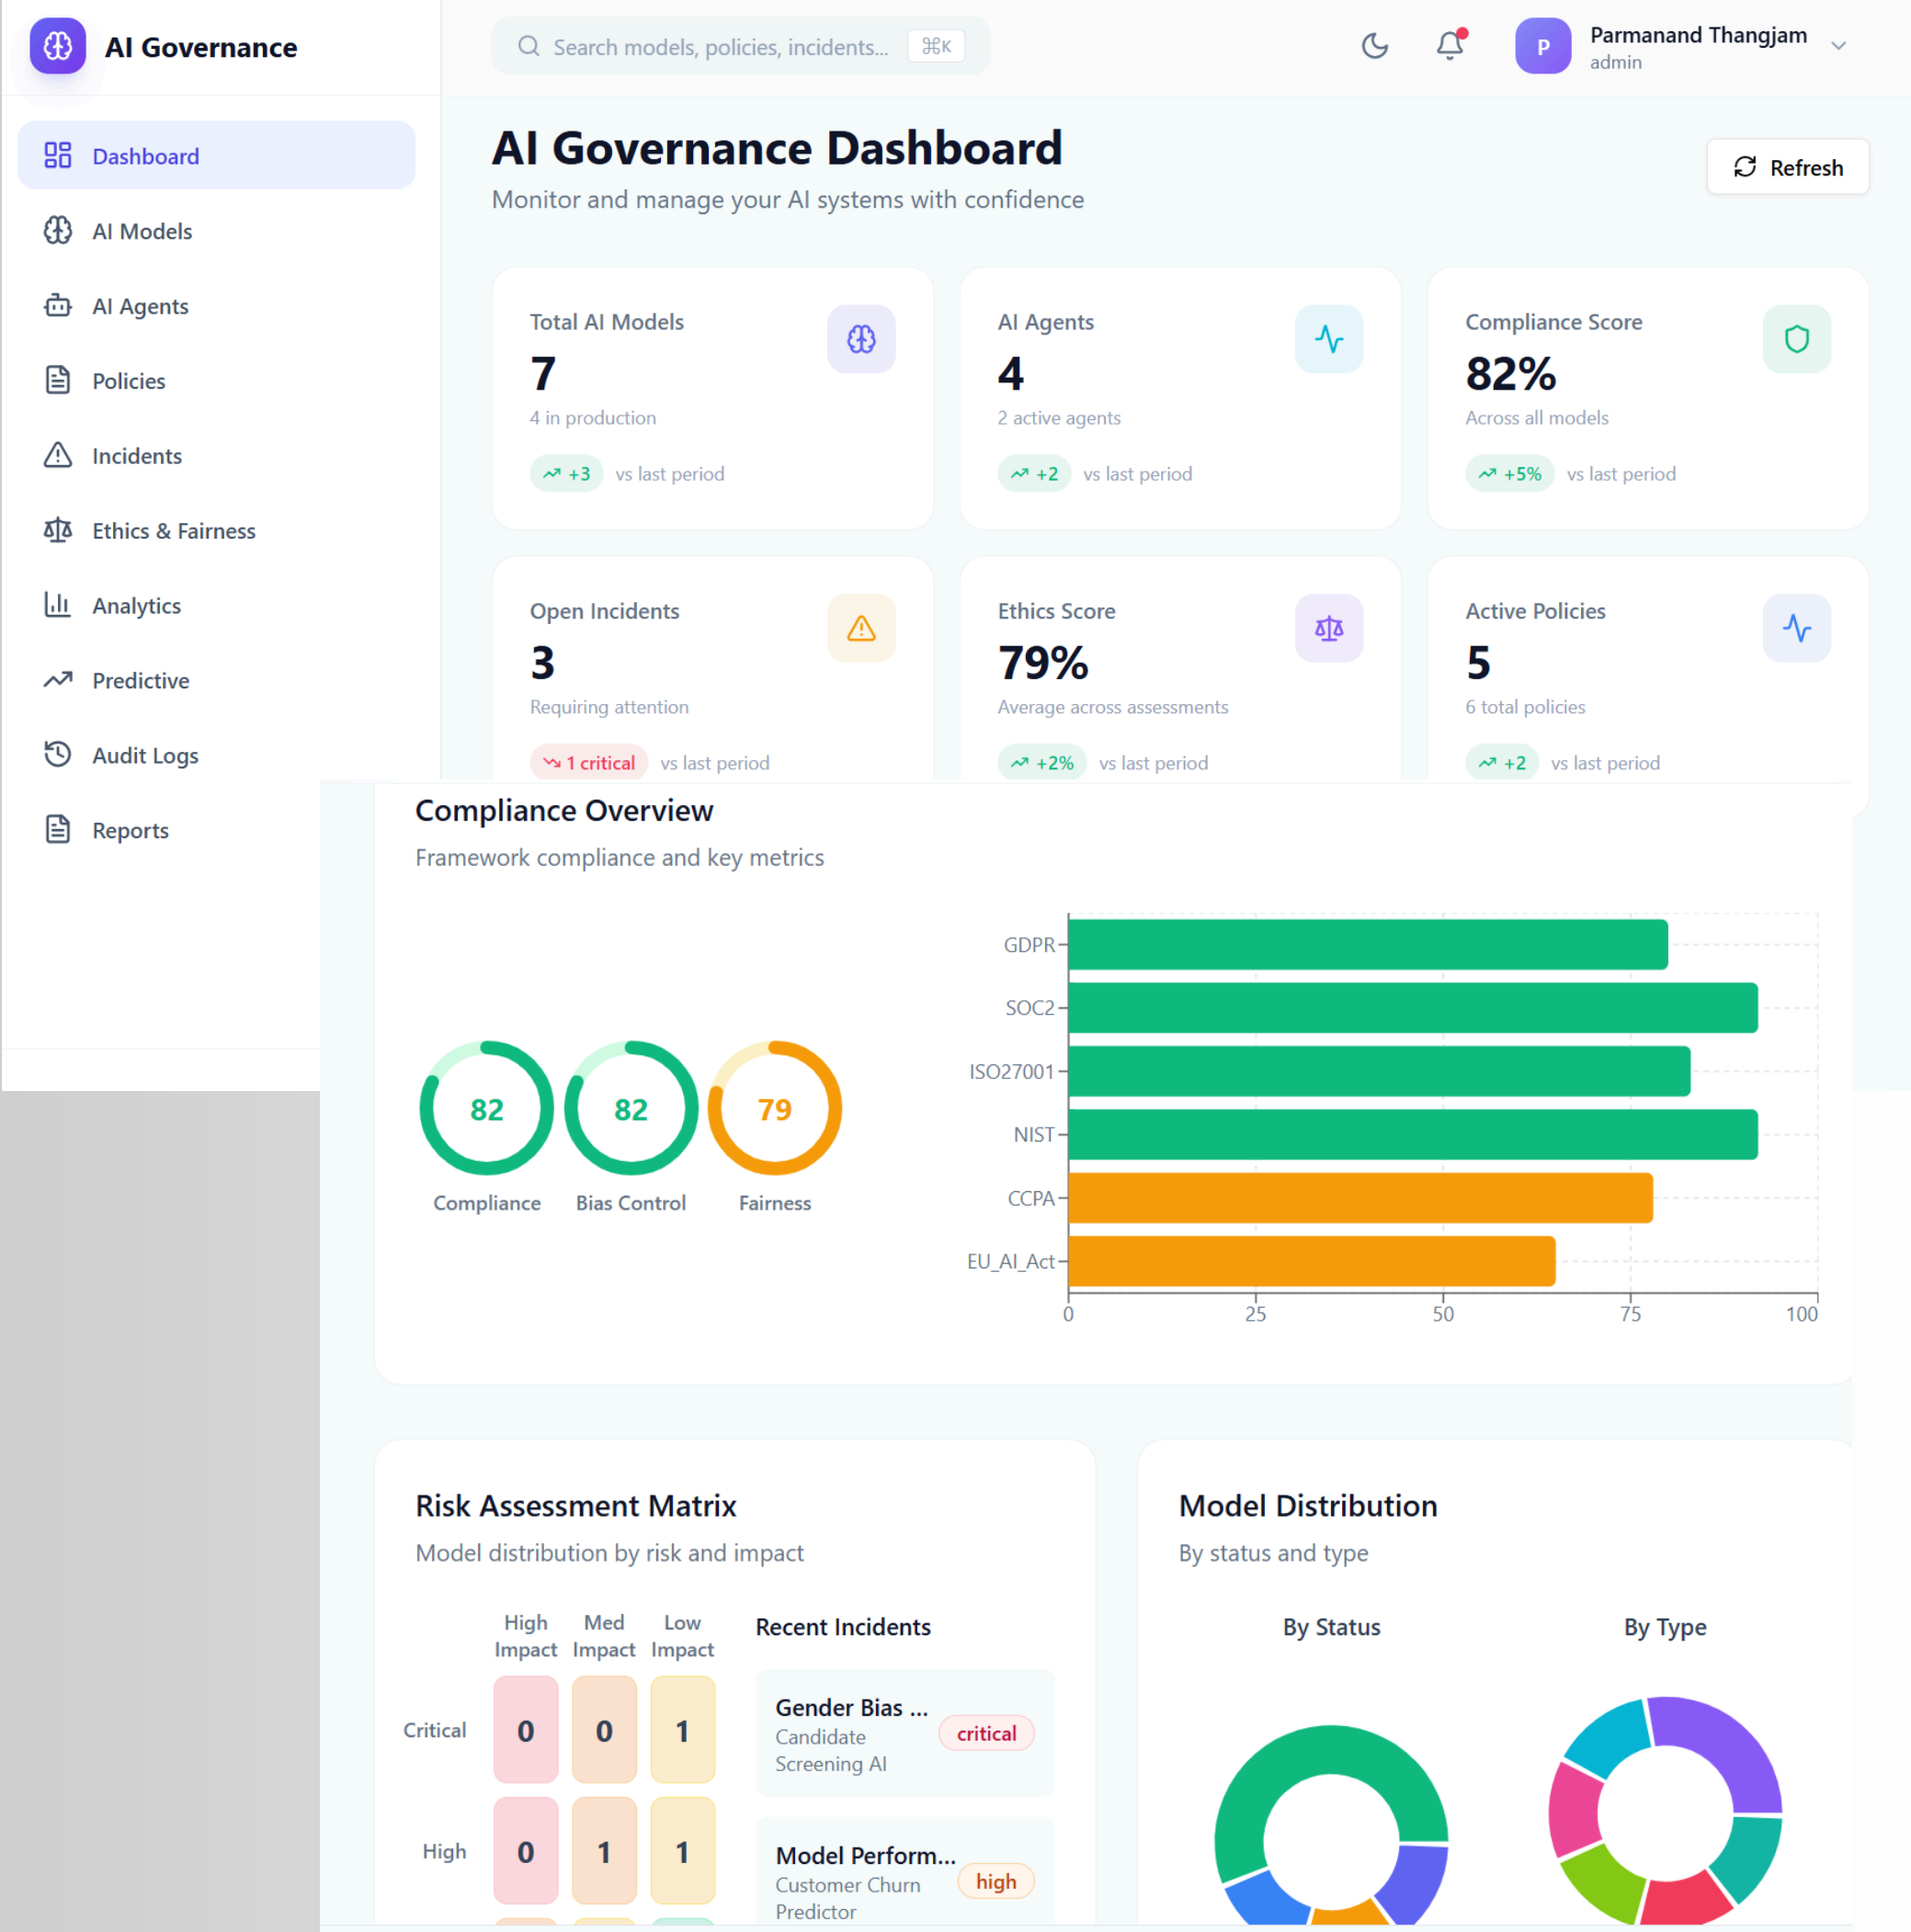 AI Governance
Search models, policies, incidents... ⌘K
P
Parmanand Thangjam
admin
Dashboard
AI Models
AI Agents
Policies
Incidents
Ethics & Fairness
Analytics
Predictive
Audit Logs
Reports
AI Governance Dashboard
Monitor and manage your AI systems with confidence
Refresh
Total AI Models
7
4 in production
+3 vs last period
AI Agents
4
2 active agents
+2 vs last period
Compliance Score
82%
Across all models
+5% vs last period
Open Incidents
3
Requiring attention
1 critical vs last period
Ethics Score
79%
Average across assessments
+2% vs last period
Active Policies
5
6 total policies
+2 vs last period
Compliance Overview
Framework compliance and key metrics
82
Compliance
82
Bias Control
79
Fairness
GDPR
SOC2
ISO27001
NIST
CCPA
EU_AI_Act
0 25 50 75 100
Risk Assessment Matrix
Model distribution by risk and impact
High Impact
Med Impact
Low Impact
Critical 0 0 1
High 0 1 1
Recent Incidents
Gender Bias ...
Candidate
Screening AI
critical
Model Perform...
Customer Churn
Predictor
high
Model Distribution
By status and type
By Status
By Type